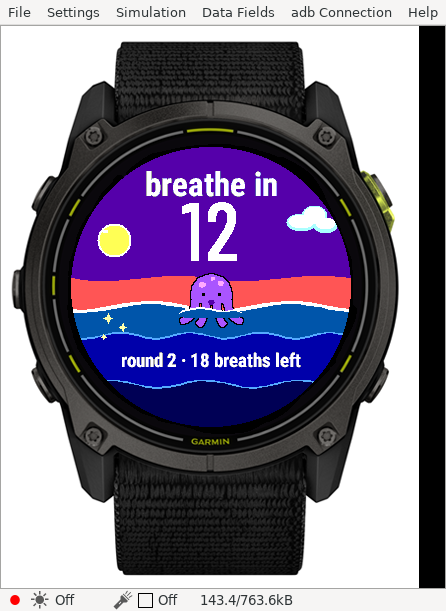 File Settings Simulation Data Fields adb Connection Help
breathe in
12
round 2 · 18 breaths left
GARMIN
Off Off 143.4/763.6kB